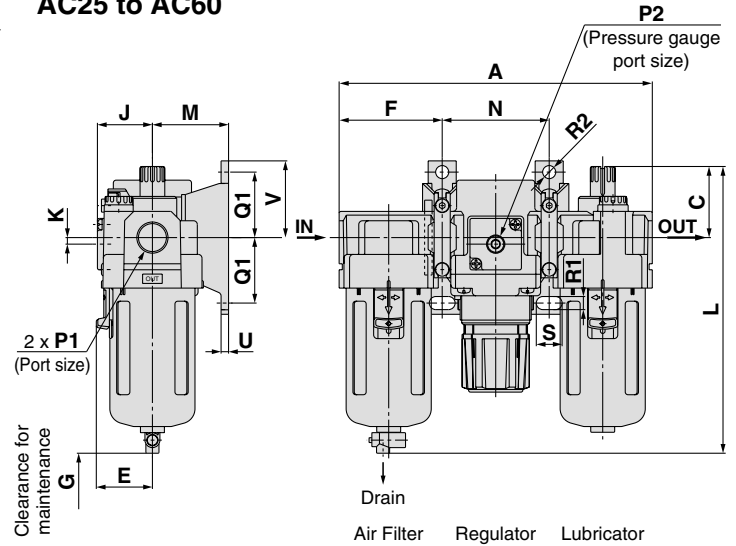 AC25 to AC60
P2
(Pressure gauge
port size)
A
J
M
F
N
R2
V
Q1
K
C
IN
OUT
Q1
R1
L
S
U
OUT
2 x P1
(Port size)
Clearance for
maintenance
G
E
Drain
Air Filter
Regulator
Lubricator